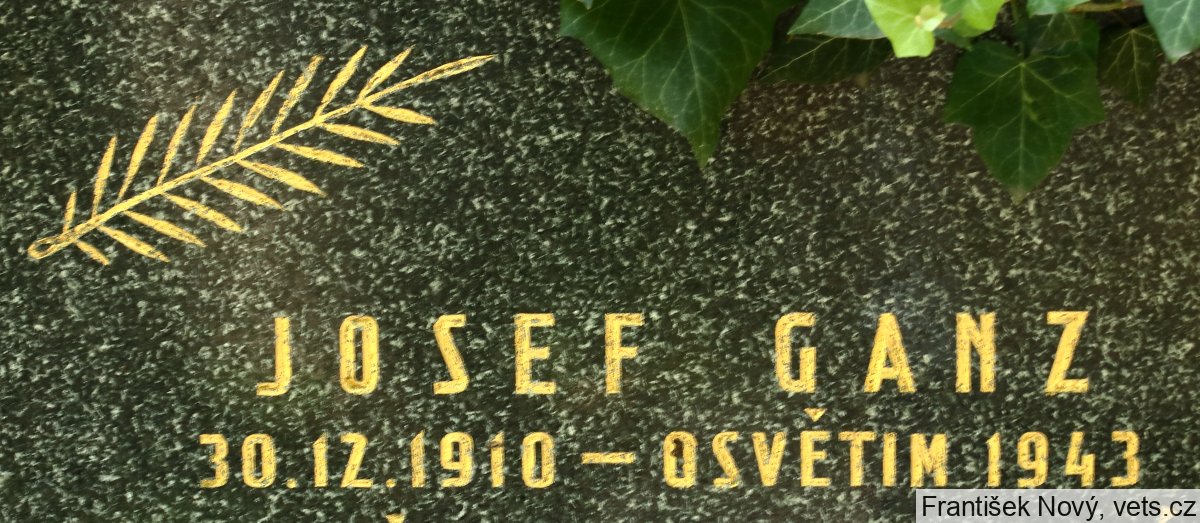 JOSEF GANZ
30.12.1910 – OSVĚTIM 1943
František Nový, vets.cz